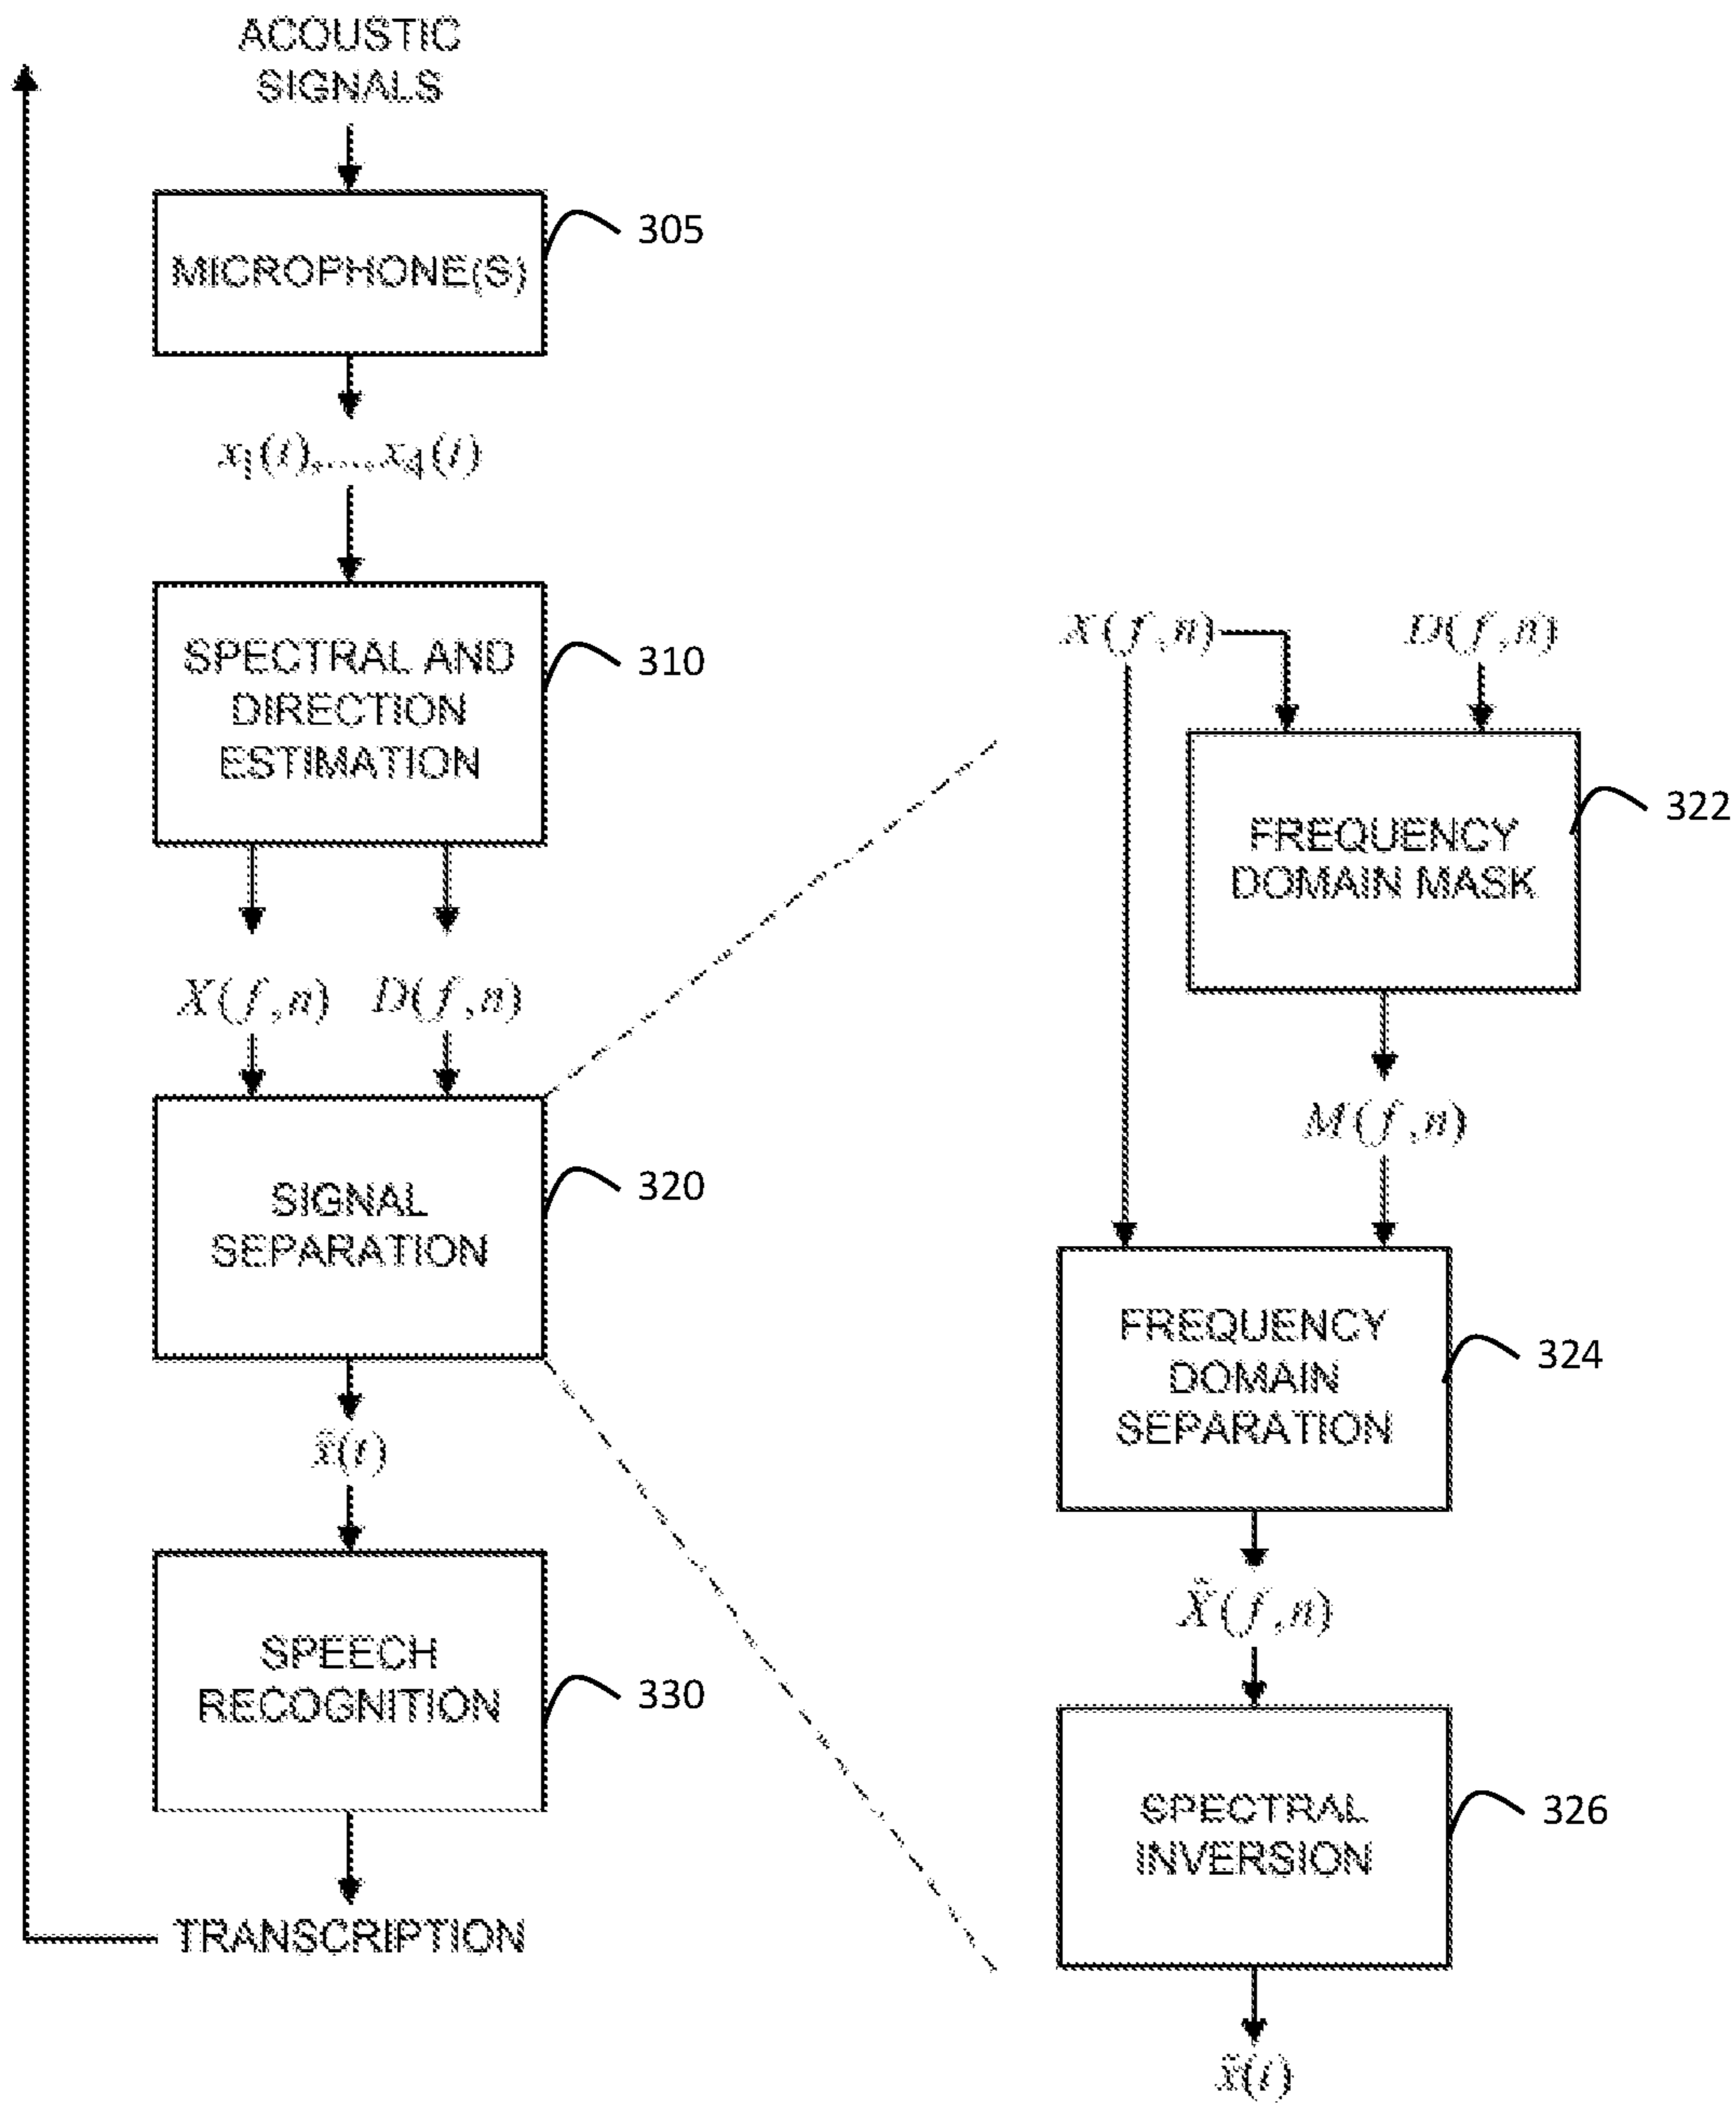 ACOUSTIC
SIGNALS
MICROPHONE(S)
305
x₁(t),....,x₄(t)
SPECTRAL AND
DIRECTION
ESTIMATION
310
X(f,n) D(f,n)
SIGNAL
SEPARATION
320
x̃(t)
SPEECH
RECOGNITION
330
TRANSCRIPTION
X(f,n) D(f,n)
FREQUENCY
DOMAIN MASK
322
M(f,n)
FREQUENCY
DOMAIN
SEPARATION
324
X̃(f,n)
SPECTRAL
INVERSION
326
x̃(t)